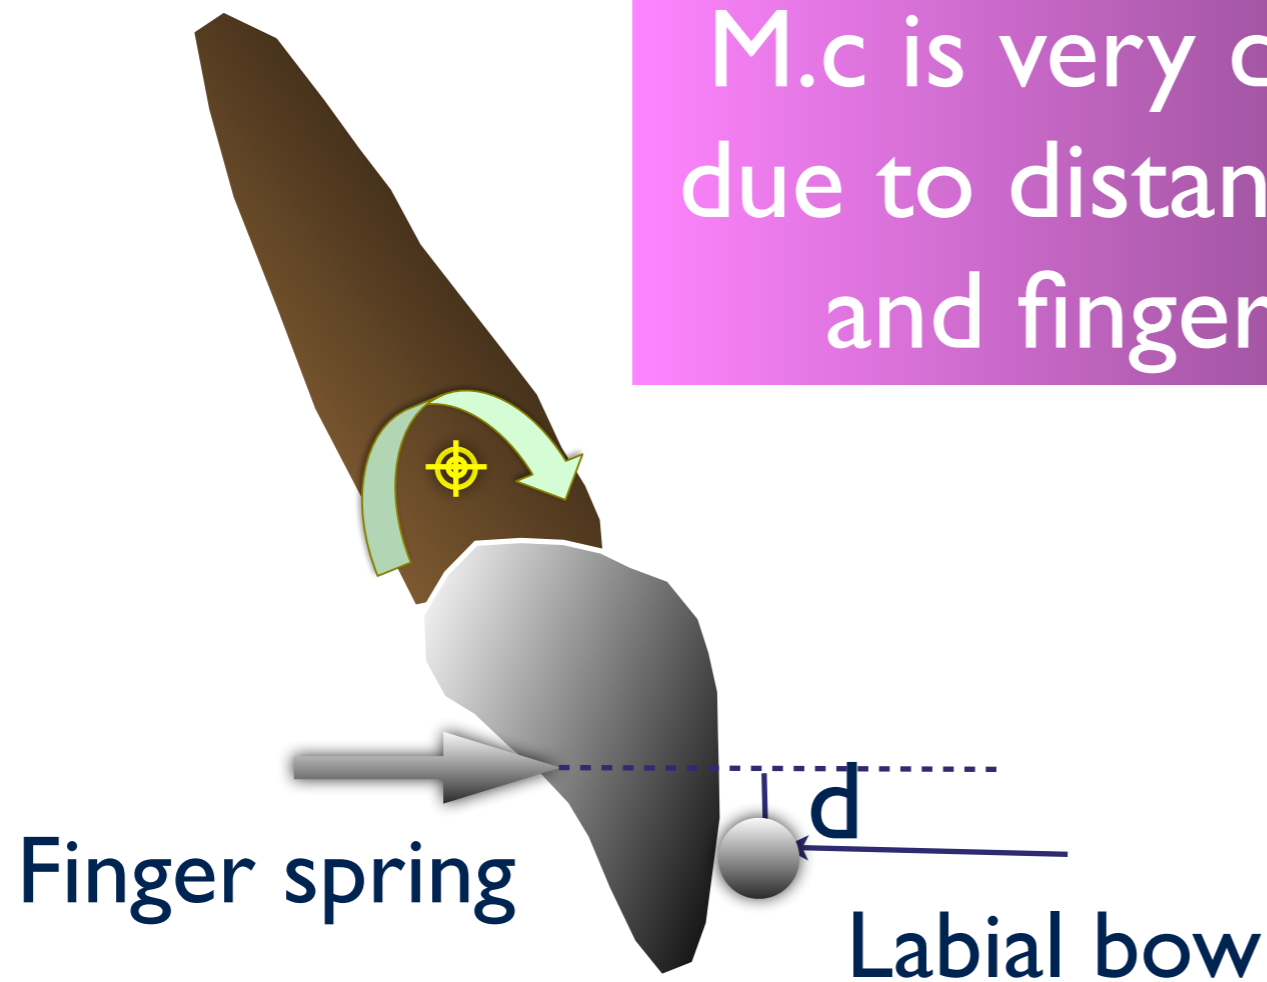 M.c is very
due to distan
and finger
d
Finger spring
Labial bow